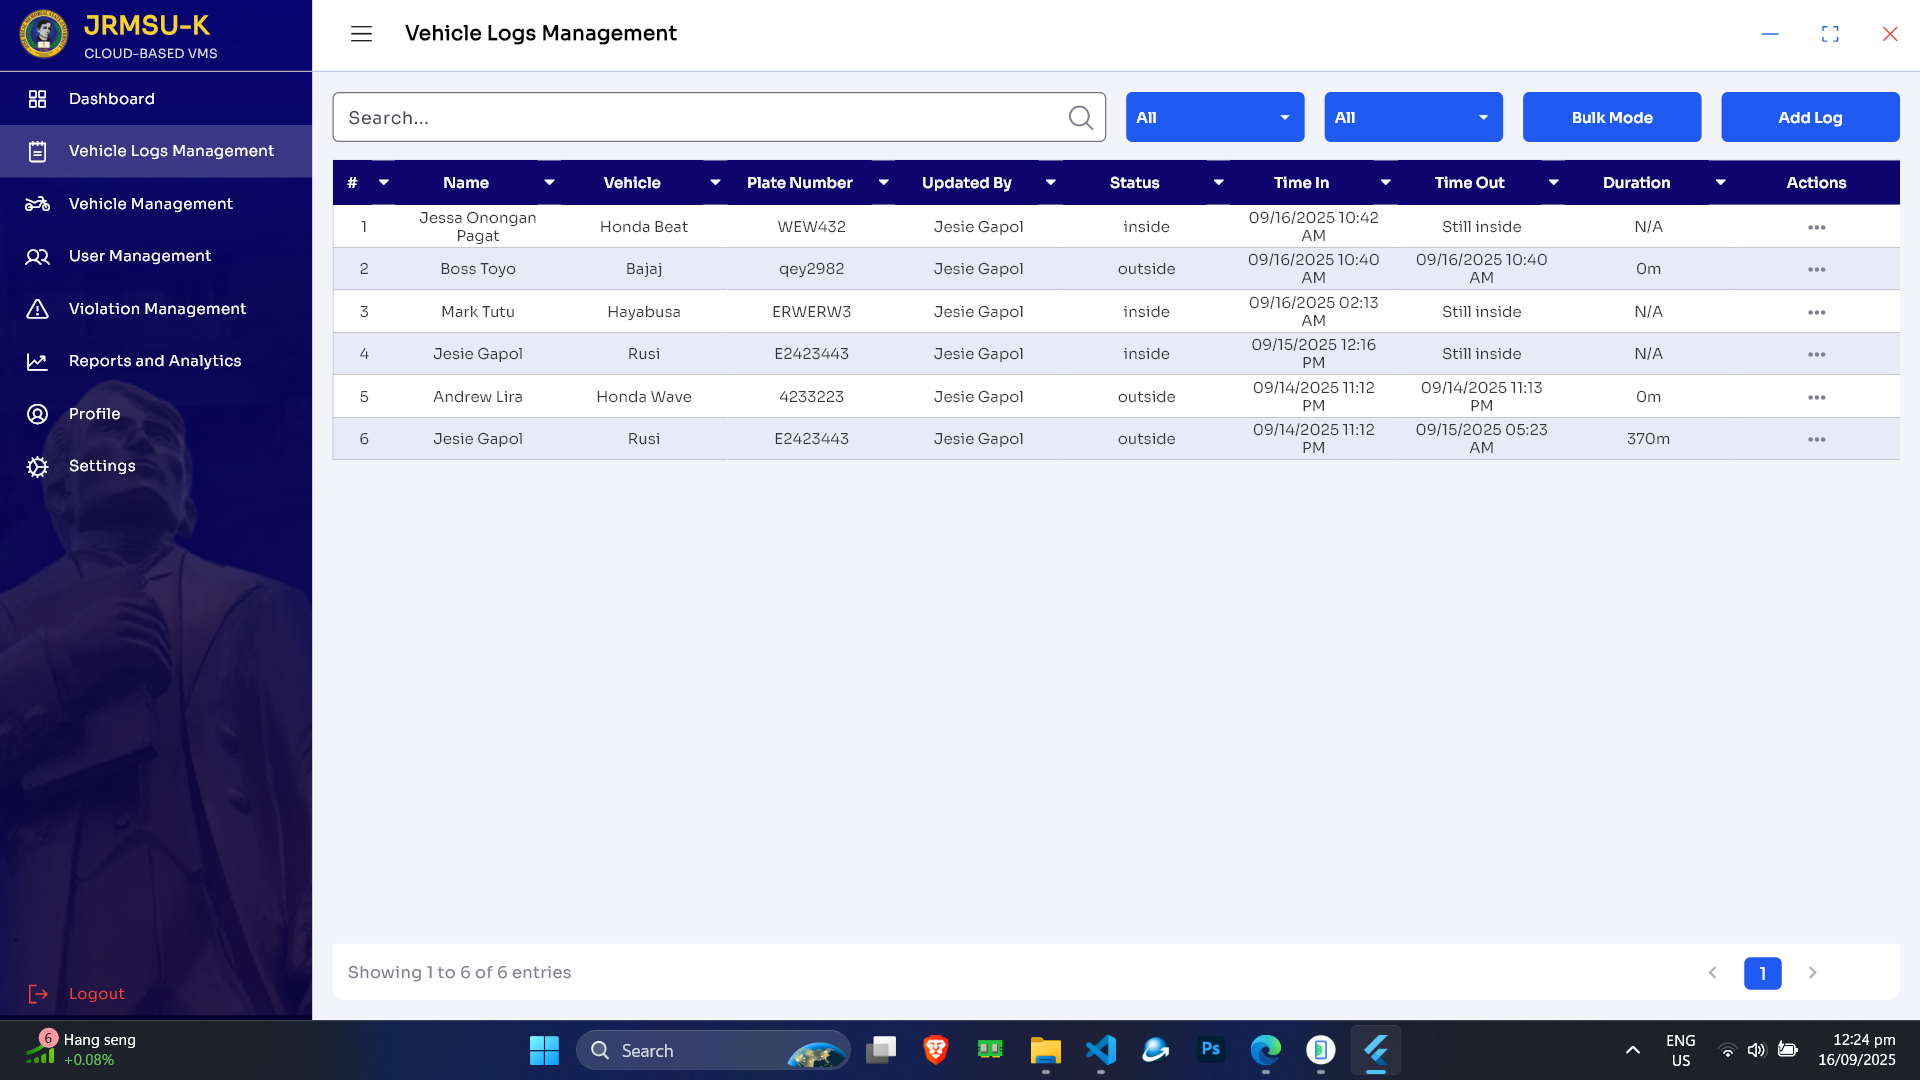 JRMSU-K
CLOUD-BASED VMS
Dashboard
Vehicle Logs Management
Vehicle Management
User Management
Violation Management
Reports and Analytics
Profile
Settings
Logout
Vehicle Logs Management
Search...
All
All
Bulk Mode
Add Log
# Name Vehicle Plate Number Updated By Status Time In Time Out Duration Actions
1 Jessa Onongan Pagat Honda Beat WEW432 Jesie Gapol inside 09/16/2025 10:42 AM Still inside N/A
2 Boss Toyo Bajaj qey2982 Jesie Gapol outside 09/16/2025 10:40 AM 09/16/2025 10:40 AM 0m
3 Mark Tutu Hayabusa ERWERW3 Jesie Gapol inside 09/16/2025 02:13 AM Still inside N/A
4 Jesie Gapol Rusi E2423443 Jesie Gapol inside 09/15/2025 12:16 PM Still inside N/A
5 Andrew Lira Honda Wave 4233223 Jesie Gapol outside 09/14/2025 11:12 PM 09/14/2025 11:13 PM 0m
6 Jesie Gapol Rusi E2423443 Jesie Gapol outside 09/14/2025 11:12 PM 09/15/2025 05:23 AM 370m
Showing 1 to 6 of 6 entries
1
6
Hang seng
+0.08%
Search
Ps
ENG
US
12:24 pm
16/09/2025